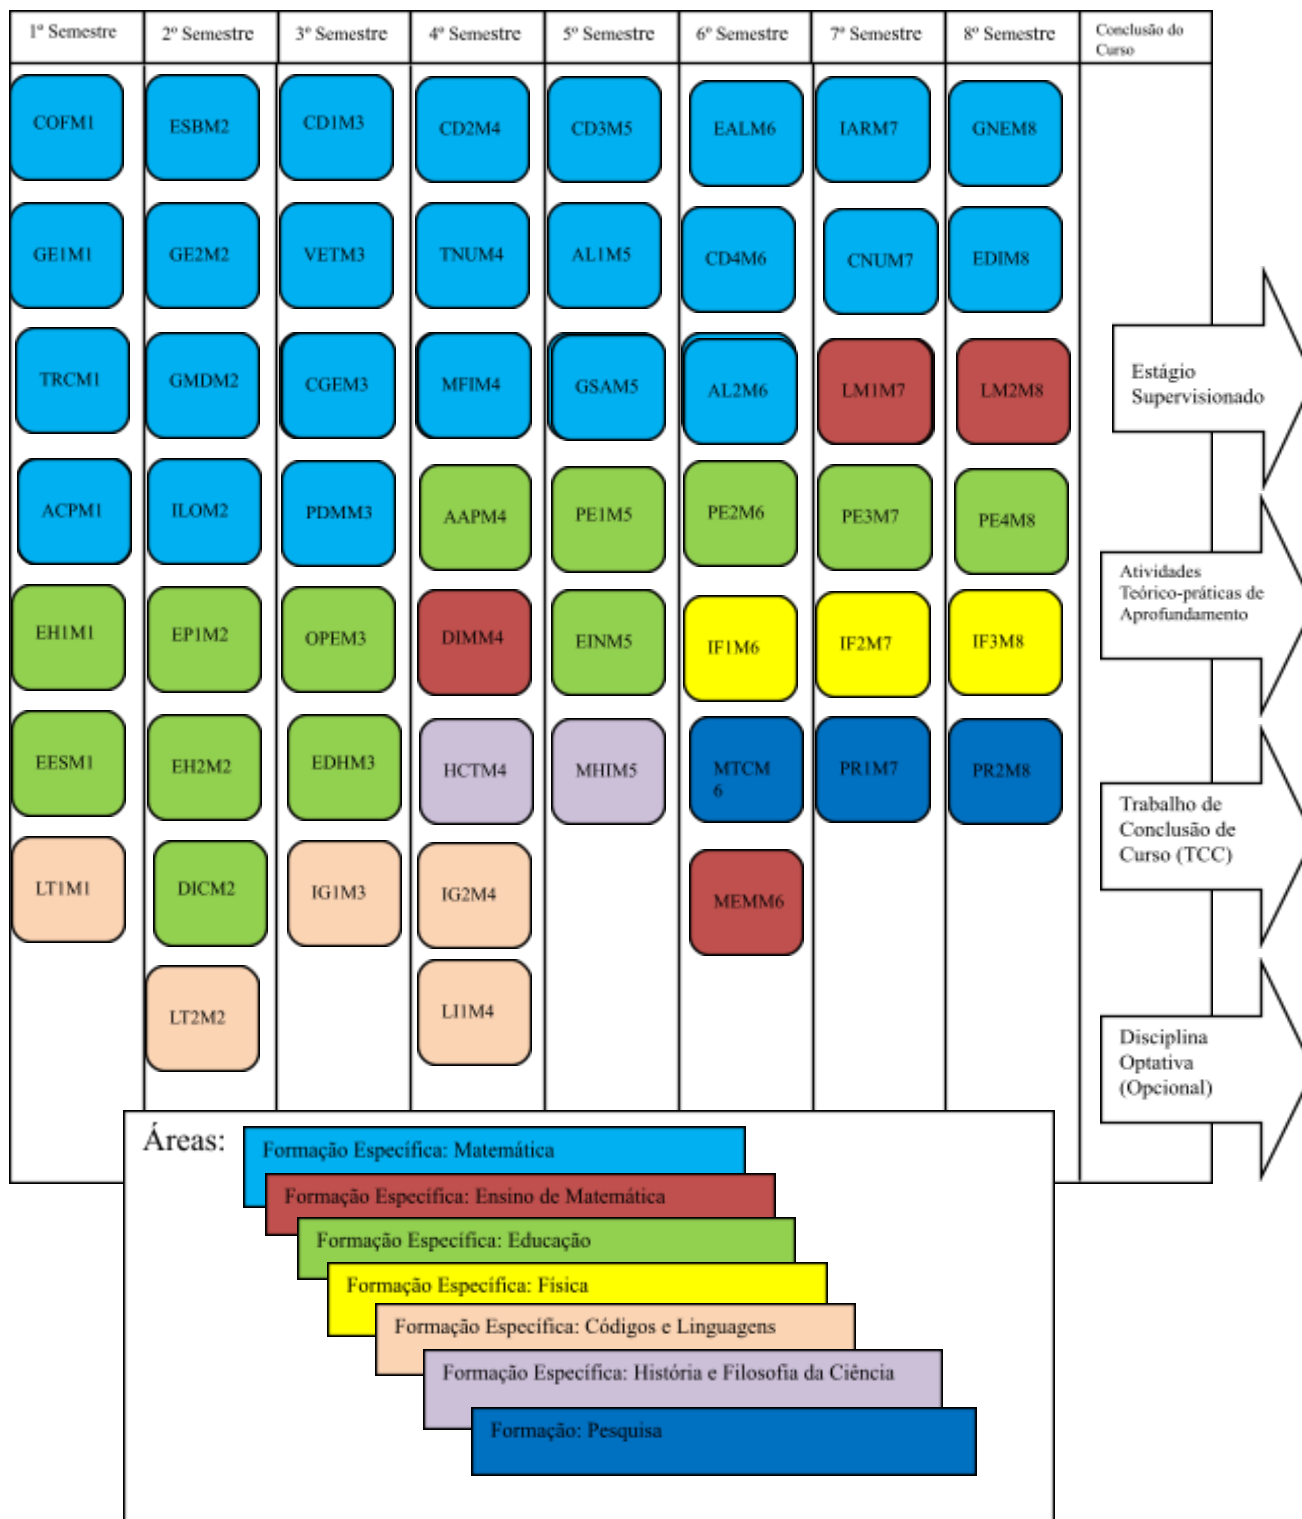 1º Semestre
2º Semestre
3º Semestre
4º Semestre
5º Semestre
6º Semestre
7º Semestre
8º Semestre
Conclusão do
Curso
COFM1
ESBM2
CD1M3
CD2M4
CD3M5
EALM6
IARM7
GNEM8
GE1M1
GE2M2
VETM3
TNUM4
AL1M5
CD4M6
CNUM7
EDIM8
TRCM1
GMDM2
CGEM3
MFIM4
GSAM5
AL2M6
LM1M7
LM2M8
Estágio
Supervisionado
ACPM1
ILOM2
PDMM3
AAPM4
PE1M5
PE2M6
PE3M7
PE4M8
Atividades
Teórico-práticas de
Aprofundamento
EH1M1
EP1M2
OPEM3
DIMM4
EINM5
IF1M6
IF2M7
IF3M8
EESM1
EH2M2
EDHM3
HCTM4
MHIM5
MTCM
6
PR1M7
PR2M8
Trabalho de
Conclusão de
Curso (TCC)
LT1M1
DICM2
IG1M3
IG2M4
MEMM6
LT2M2
LI1M4
Disciplina
Optativa
(Opcional)
Áreas:
Formação Específica: Matemática
Formação Específica: Ensino de Matemática
Formação Específica: Educação
Formação Específica: Física
Formação Específica: Códigos e Linguagens
Formação Específica: História e Filosofia da Ciência
Formação: Pesquisa